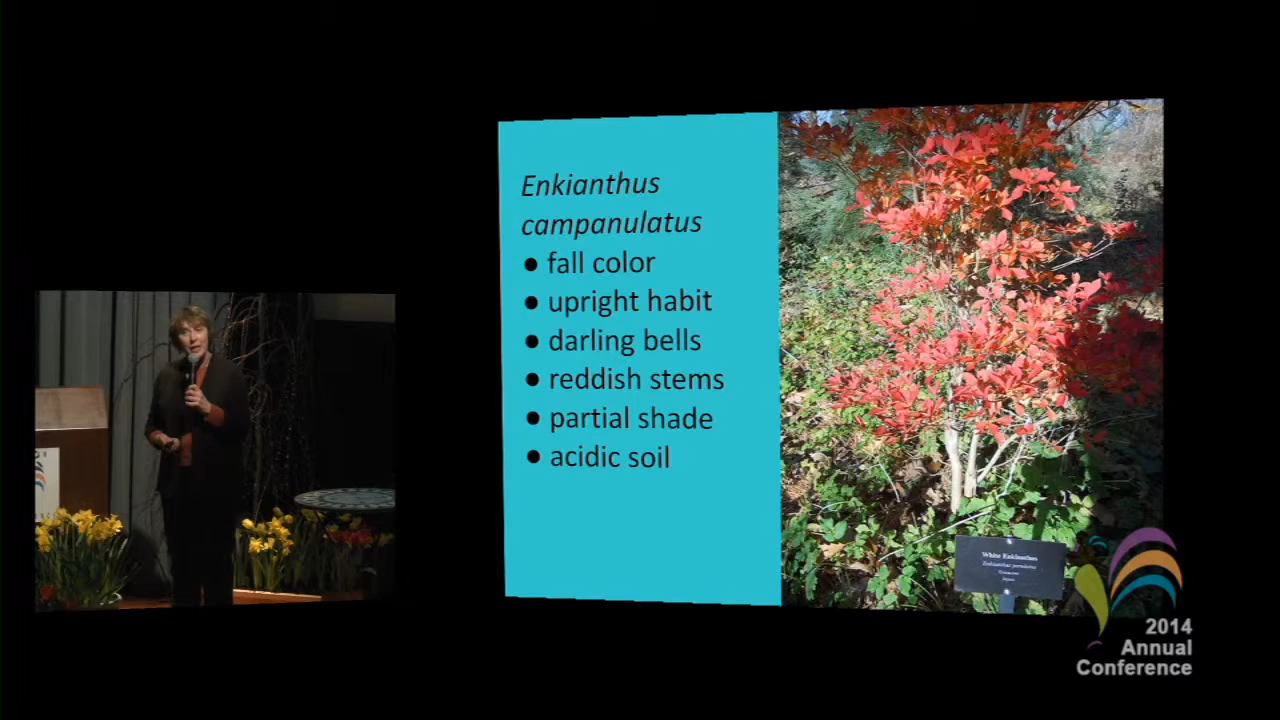 Enkianthus
campanulatus
● fall color
● upright habit
● darling bells
● reddish stems
● partial shade
● acidic soil
White Enkianthus
2014
Annual
Conference